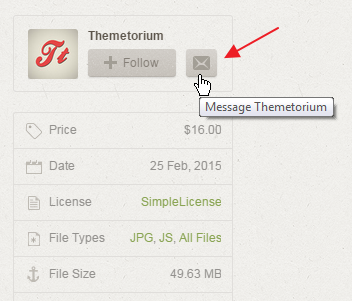 Themetorium
Tt
Follow
Message Themetorium
Price $16.00
Date 25 Feb, 2015
License SimpleLicense
File Types JPG, JS, All Files
File Size 49.63 MB